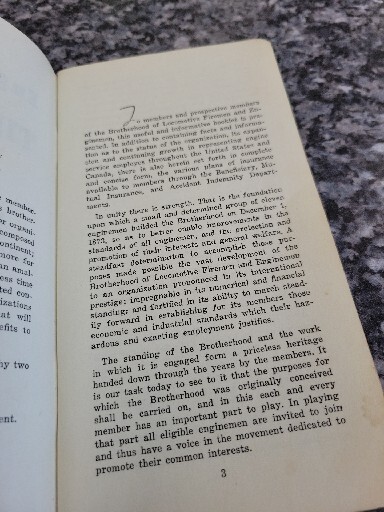 To members and prospective members
of the Brotherhood of Locomotive Firemen and En-
ginemen, this useful and informative booklet is pre-
sented. In addition to containing facts and informa-
tion as to the status of the organization, its expan-
sion and continuing growth in representing engine
service employes throughout the United States and
Canada, there is also herein set forth in complete
and concise form, the various plans of insurance
available to members through the Beneficiary, Mu-
tual Insurance, and Accident Indemnity Depart-
ments.
In unity there is strength. That is the foundation
upon which a small and determined group of eleven
enginemen built the Brotherhood on December 1,
1873, so as to better enable improvements in the
standards of all enginemen, and the protection and
promotion of their interests and general welfare. A
steadfast determination to accomplish those pur-
poses made possible the vast development of the
Brotherhood of Locomotive Firemen and Enginemen
to an organization pronounced in its international
prestige; impregnable in its numerical and financial
standing; and fortified in its ability to march stead-
ily forward in establishing for its members those
economic and industrial standards which their haz-
ardous and exacting employment justifies.
The standing of the Brotherhood and the work
in which it is engaged form a priceless heritage
handed down through the years by the members. It
is our task today to see to it that the purposes for
which the Brotherhood was originally conceived
shall be carried on, and in this each and every
member has an important part to play. In playing
that part all eligible enginemen are invited to join
and thus have a voice in the movement dedicated to
promote their common interests.
3